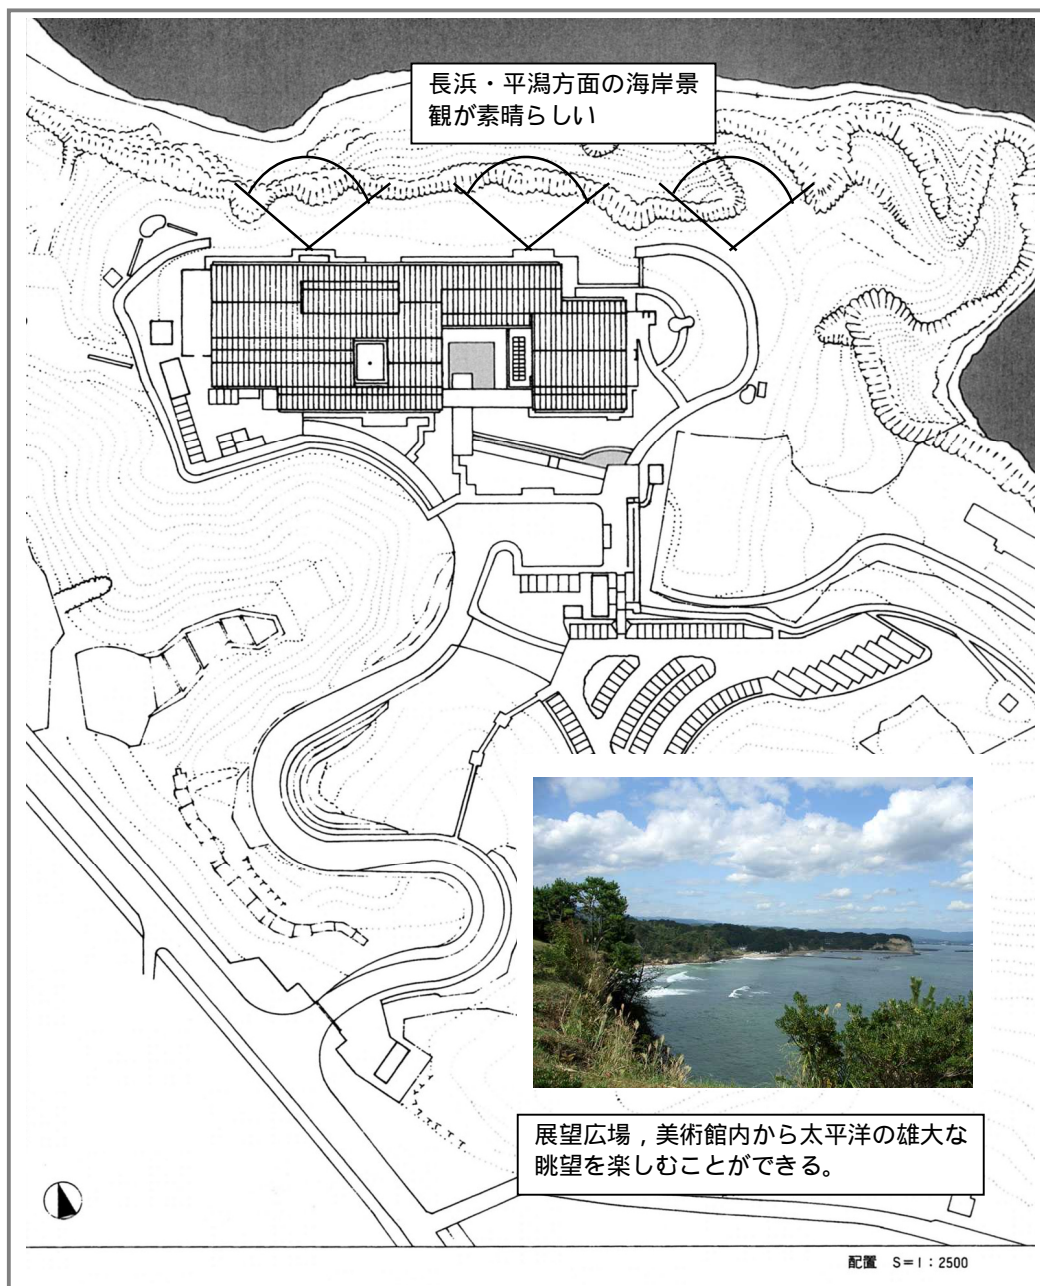 長浜・平潟方面の海岸景
観が素晴らしい
展望広場，美術館内から太平洋の雄大な
眺望を楽しむことができる。
配置 S=1：2500